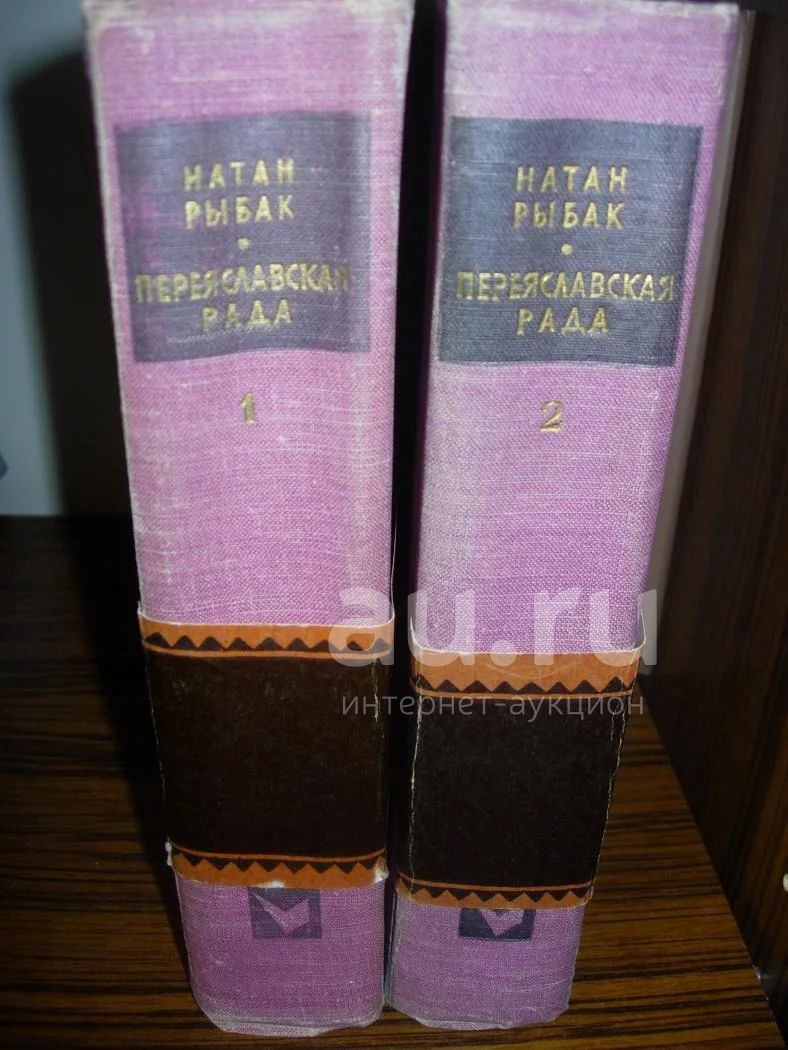 НАТАН
РЫБАК
•
ПЕРЕЯСЛАВСКАЯ
РАДА
1
НАТАН
РЫБАК
•
ПЕРЕЯСЛАВСКАЯ
РАДА
2
au.ru
интернет-аукцион